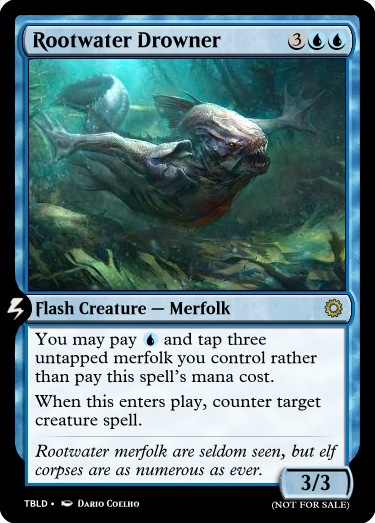 Rootwater Drowner 3
Flash Creature — Merfolk
You may pay and tap three
untapped merfolk you control rather
than pay this spell's mana cost.
When this enters play, counter target
creature spell.
Rootwater merfolk are seldom seen, but elf
corpses are as numerous as ever.
3/3
TBLD • Dario Coelho (NOT FOR SALE)